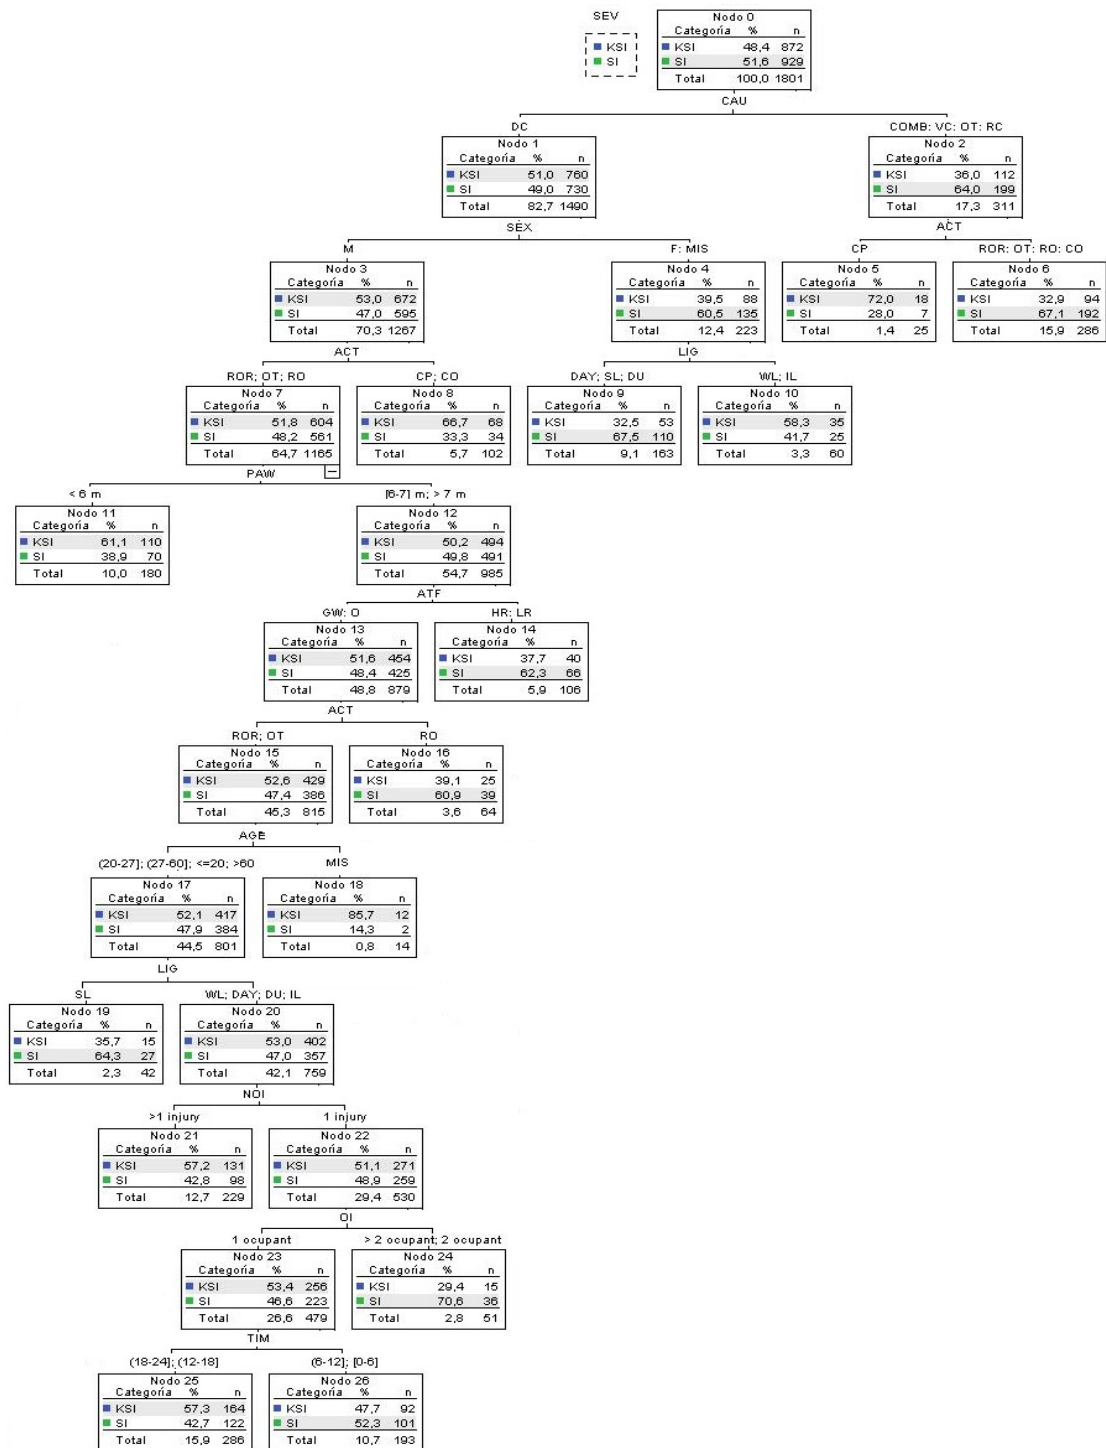 SEV
KSI
SI
Nodo 0
Categoría % n
KSI 48,4 872
SI 51,6 929
Total 100,0 1801
CAU
DC
COMB: VC: OT: RC
Nodo 1
Categoría % n
KSI 51,0 760
SI 49,0 730
Total 82,7 1490
Nodo 2
Categoría % n
KSI 36,0 112
SI 64,0 199
Total 17,3 311
SEX
ACT
M
F: MIS
CP
ROR: OT: RO: CO
Nodo 3
Categoría % n
KSI 53,0 672
SI 47,0 595
Total 70,3 1267
Nodo 4
Categoría % n
KSI 39,5 88
SI 60,5 135
Total 12,4 223
Nodo 5
Categoría % n
KSI 72,0 18
SI 28,0 7
Total 1,4 25
Nodo 6
Categoría % n
KSI 32,9 94
SI 67,1 192
Total 15,9 286
ACT
LIG
ROR; OT; RO
CP; CO
DAY; SL; DU
WL; IL
Nodo 7
Categoría % n
KSI 51,8 604
SI 48,2 561
Total 64,7 1165
Nodo 8
Categoría % n
KSI 66,7 68
SI 33,3 34
Total 5,7 102
Nodo 9
Categoría % n
KSI 32,5 53
SI 67,5 110
Total 9,1 163
Nodo 10
Categoría % n
KSI 58,3 35
SI 41,7 25
Total 3,3 60
PAW
< 6 m
[6-7] m; > 7 m
Nodo 11
Categoría % n
KSI 61,1 110
SI 38,9 70
Total 10,0 180
Nodo 12
Categoría % n
KSI 50,2 494
SI 49,8 491
Total 54,7 985
ATF
GW: O
HR: LR
Nodo 13
Categoría % n
KSI 51,6 454
SI 48,4 425
Total 48,8 879
Nodo 14
Categoría % n
KSI 37,7 40
SI 62,3 66
Total 5,9 106
ACT
ROR; OT
RO
Nodo 15
Categoría % n
KSI 52,6 429
SI 47,4 386
Total 45,3 815
Nodo 16
Categoría % n
KSI 39,1 25
SI 60,9 39
Total 3,6 64
AGE
(20-27]; (27-60]; <=20; >60
MIS
Nodo 17
Categoría % n
KSI 52,1 417
SI 47,9 384
Total 44,5 801
Nodo 18
Categoría % n
KSI 85,7 12
SI 14,3 2
Total 0,8 14
LIG
SL
WL; DAY; DU; IL
Nodo 19
Categoría % n
KSI 35,7 15
SI 64,3 27
Total 2,3 42
Nodo 20
Categoría % n
KSI 53,0 402
SI 47,0 357
Total 42,1 759
NOI
>1 injury
1 injury
Nodo 21
Categoría % n
KSI 57,2 131
SI 42,8 98
Total 12,7 229
Nodo 22
Categoría % n
KSI 51,1 271
SI 48,9 259
Total 29,4 530
OI
1 ocupant
> 2 ocupant; 2 ocupant
Nodo 23
Categoría % n
KSI 53,4 256
SI 46,6 223
Total 26,6 479
Nodo 24
Categoría % n
KSI 29,4 15
SI 70,6 36
Total 2,8 51
TIM
(18-24]; (12-18]
(6-12]; [0-6]
Nodo 25
Categoría % n
KSI 57,3 164
SI 42,7 122
Total 15,9 286
Nodo 26
Categoría % n
KSI 47,7 92
SI 52,3 101
Total 10,7 193